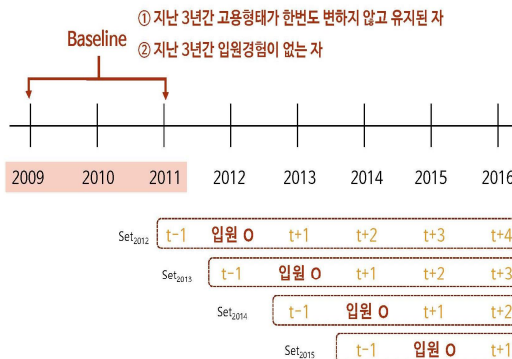 ① 지난 3년간 고용형태가 한번도 변하지 않고 유지된 자
Baseline
② 지난 3년간 입원경험이 없는 자
2009 2010 2011 2012 2013 2014 2015 2016
Set2012 t-1 입원 O t+1 t+2 t+3 t+4
Set2013 t-1 입원 O t+1 t+2 t+3
Set2014 t-1 입원 O t+1 t+2
Set2015 t-1 입원 O t+1